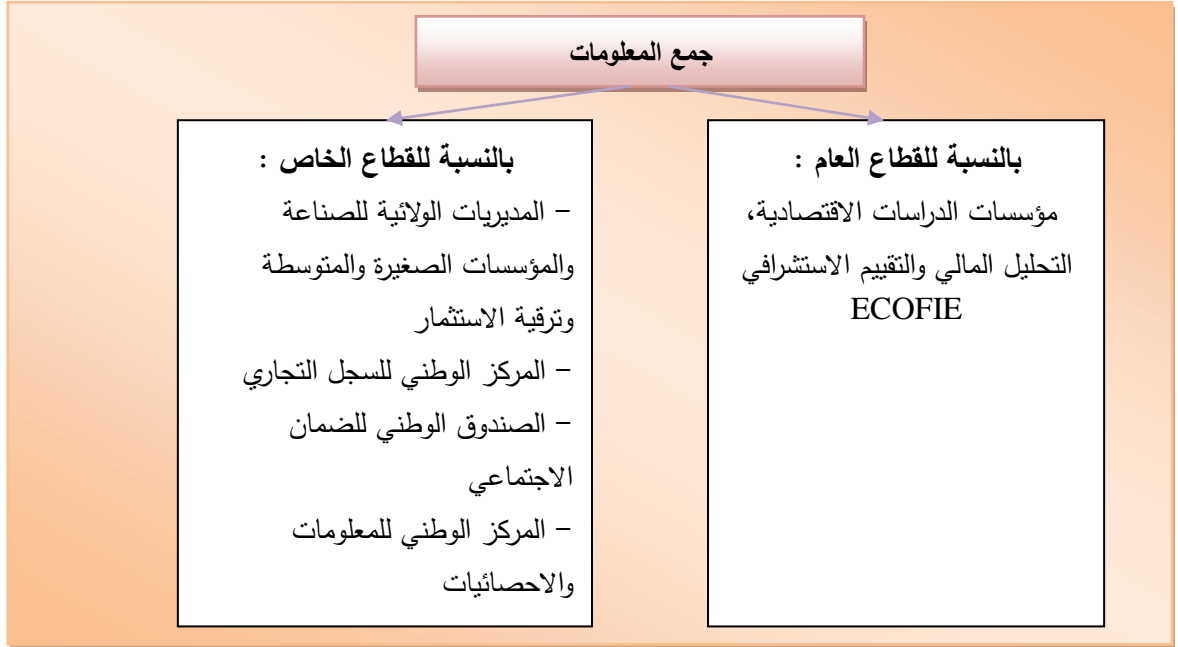 جمع المعلومات
بالنسبة للقطاع العام :
مؤسسات الدراسات الاقتصادية،
التحليل المالي والتقييم الاستشرافي
ECOFIE
بالنسبة للقطاع الخاص :
- المديريات الولائية للصناعة
والمؤسسات الصغيرة والمتوسطة
وترقية الاستثمار
- المركز الوطني للسجل التجاري
- الصندوق الوطني للضمان
الاجتماعي
- المركز الوطني للمعلومات
والاحصائيات